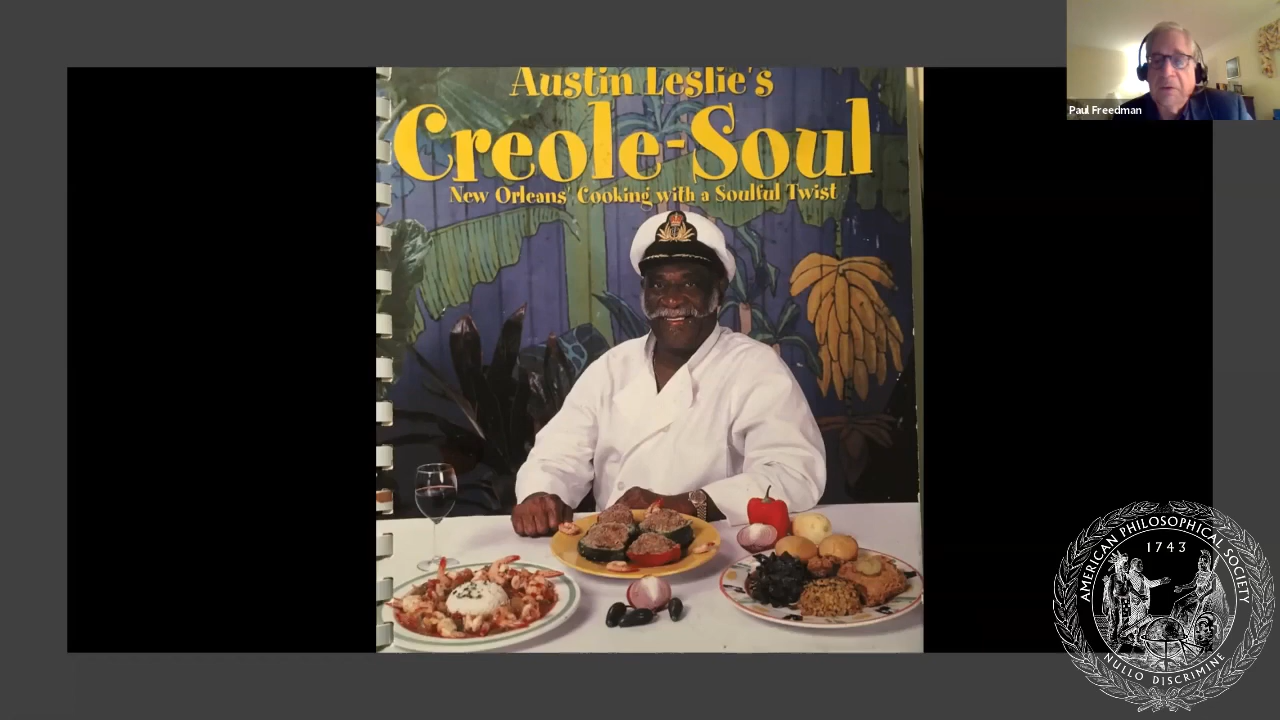 Austin Leslie's
Creole-Soul
New Orleans' Cooking with a Soulful Twist
Paul Freedman
AMERICAN PHILOSOPHICAL SOCIETY
1743
NULLO DISCRIMINE